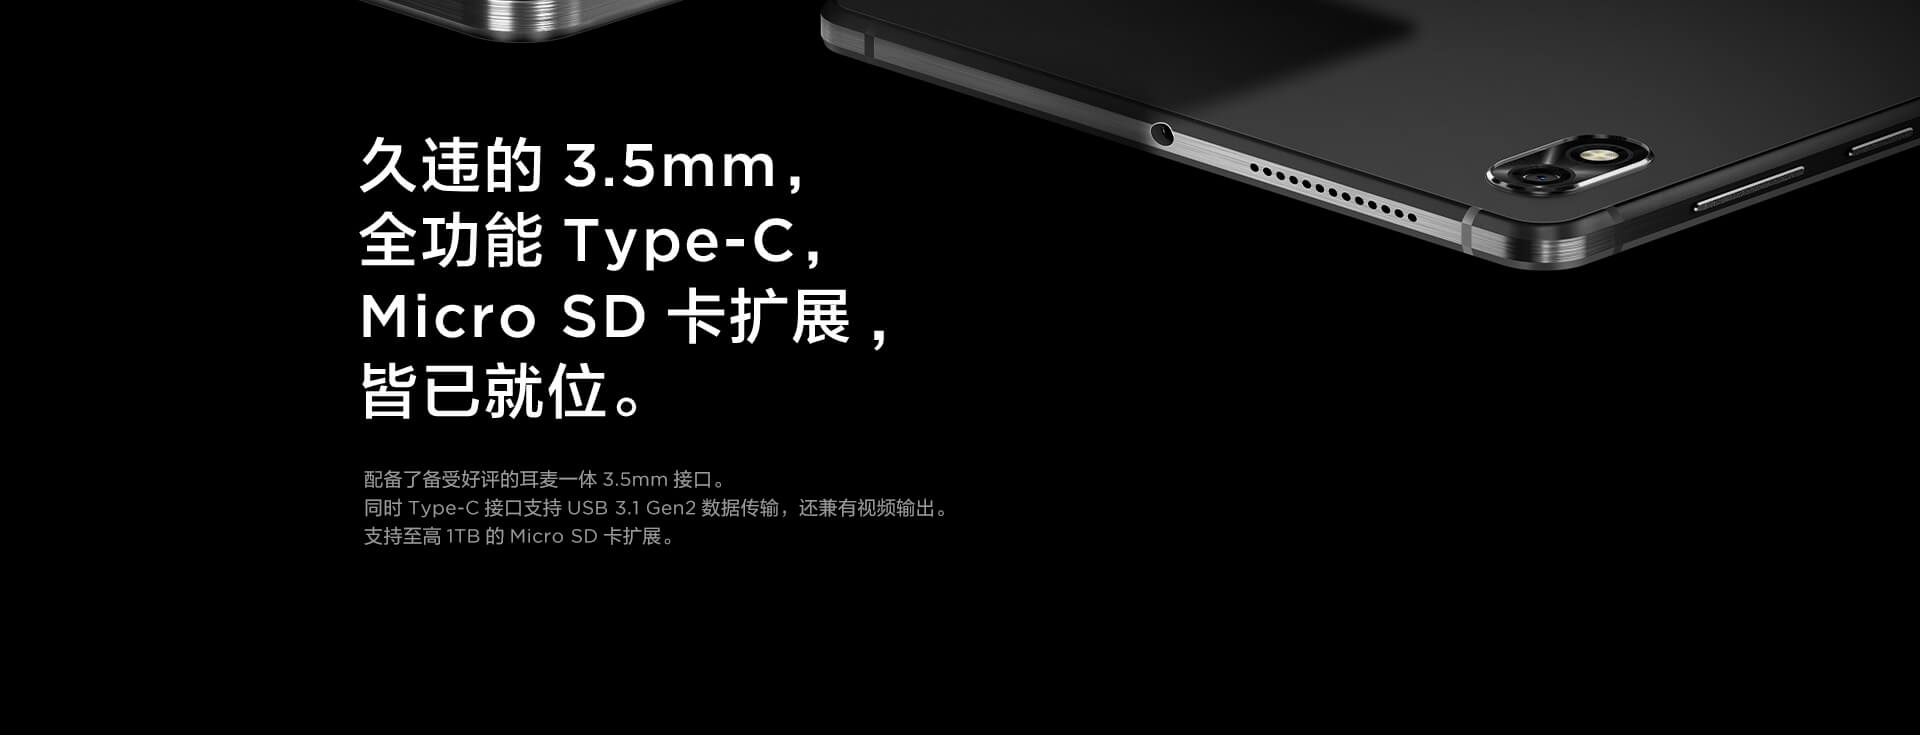 久违的 3.5mm，
全功能 Type-C，
Micro SD 卡扩展，
皆已就位。
配备了备受好评的耳麦一体 3.5mm 接口。
同时 Type-C 接口支持 USB 3.1 Gen2 数据传输，还兼有视频输出。
支持至高 1TB 的 Micro SD 卡扩展。